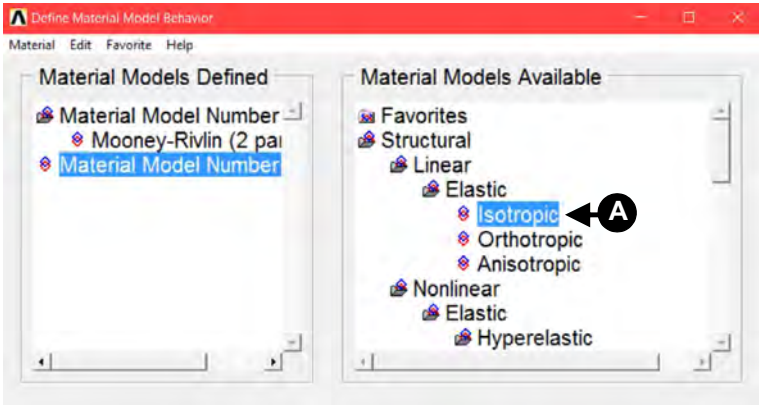 Define Material Model Behavior
Material Edit Favorite Help
Material Models Defined
Material Model Number
Mooney-Rivlin (2 par
Material Model Number
Material Models Available
Favorites
Structural
Linear
Elastic
Isotropic
A
Orthotropic
Anisotropic
Nonlinear
Elastic
Hyperelastic